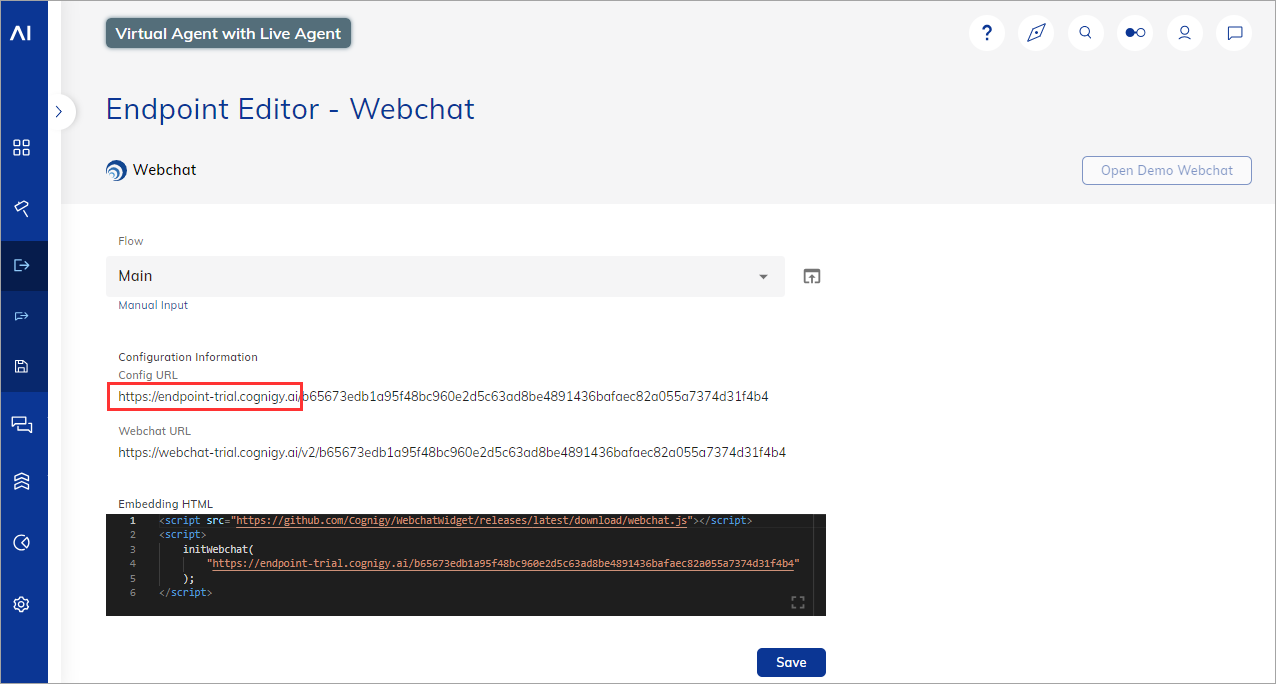 AI
Virtual Agent with Live Agent
?
Endpoint Editor - Webchat
Webchat
Open Demo Webchat
Flow
Main
Manual Input
Configuration Information
Config URL
https://endpoint-trial.cognigy.ai/b65673edb1a95f48bc960e2d5c63ad8be4891436bafaec82a055a7374d31f4b4
Webchat URL
https://webchat-trial.cognigy.ai/v2/b65673edb1a95f48bc960e2d5c63ad8be4891436bafaec82a055a7374d31f4b4
Embedding HTML
1 <script src="https://github.com/Cognigy/WebchatWidget/releases/latest/download/webchat.js"></script>
2 <script>
3 initWebchat(
4 "https://endpoint-trial.cognigy.ai/b65673edb1a95f48bc960e2d5c63ad8be4891436bafaec82a055a7374d31f4b4"
5 );
6 </script>
Save